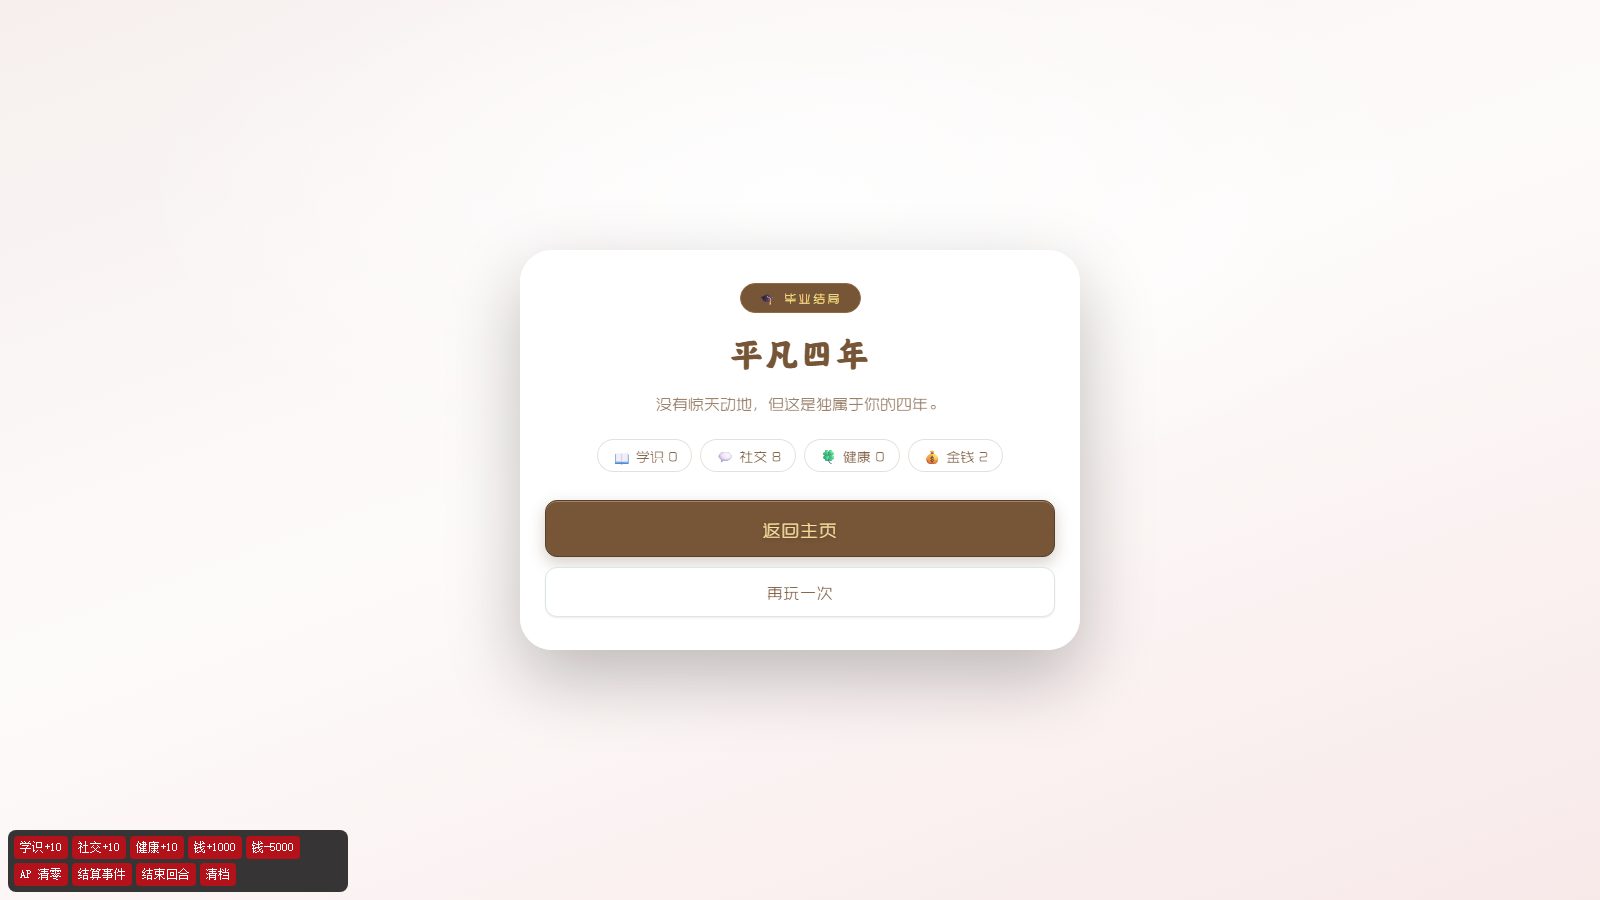 毕业结局
平凡四年
没有惊天动地，但这是独属于你的四年。
学识 0 社交 8 健康 0 金钱 2
返回主页
再玩一次
学识+10 社交+10 健康+10 钱+1000 钱-5000
AP 清零 结算事件 结束回合 清档